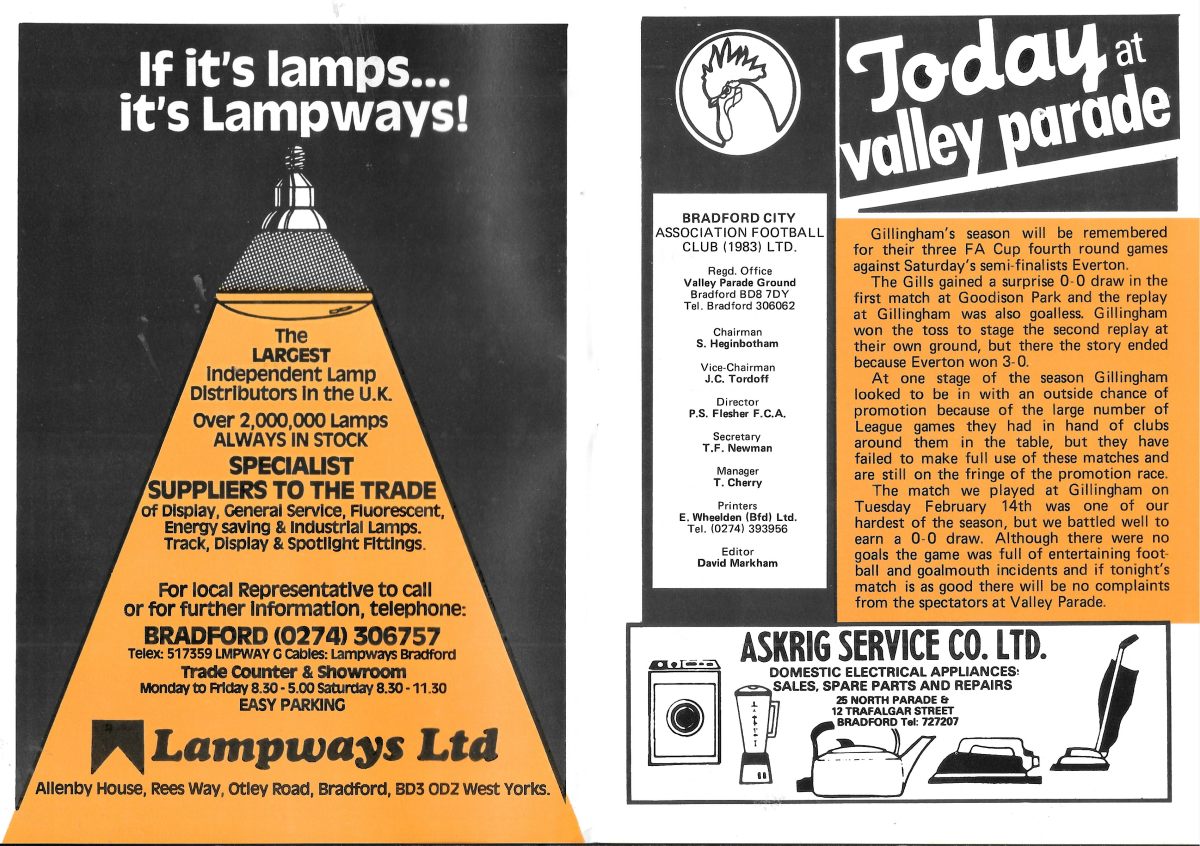 If it's lamps...
it's Lampways!
The
LARGEST
Independent Lamp
Distributors in the U.K.
Over 2,000,000 Lamps
ALWAYS IN STOCK
SPECIALIST
SUPPLIERS TO THE TRADE
of Display, General Service, Fluorescent,
Energy saving & Industrial Lamps.
Track, Display & Spotlight Fittings.
For local Representative to call
or for further information, telephone:
BRADFORD (0274) 306757
Telex: 517359 LMPWAY G Cables: Lampways Bradford
Trade Counter & Showroom
Monday to Friday 8.30 - 5.00 Saturday 8.30 - 11.30
EASY PARKING
Lampways Ltd
Allenby House, Rees Way, Otley Road, Bradford, BD3 0DZ West Yorks.
Today at
valley parade
BRADFORD CITY
ASSOCIATION FOOTBALL
CLUB (1983) LTD.
Regd. Office
Valley Parade Ground
Bradford BD8 7DY
Tel. Bradford 306062
Chairman
S. Heginbotham
Vice-Chairman
J.C. Tordoff
Director
P.S. Flesher F.C.A.
Secretary
T.F. Newman
Manager
T. Cherry
Printers
E. Wheelden (Bfd) Ltd.
Tel. (0274) 393956
Editor
David Markham
Gillingham's season will be remembered
for their three FA Cup fourth round games
against Saturday's semi-finalists Everton.
The Gills gained a surprise 0-0 draw in the
first match at Goodison Park and the replay
at Gillingham was also goalless. Gillingham
won the toss to stage the second replay at
their own ground, but there the story ended
because Everton won 3-0.
At one stage of the season Gillingham
looked to be in with an outside chance of
promotion because of the large number of
League games they had in hand of clubs
around them in the table, but they have
failed to make full use of these matches and
are still on the fringe of the promotion race.
The match we played at Gillingham on
Tuesday February 14th was one of our
hardest of the season, but we battled well to
earn a 0-0 draw. Although there were no
goals the game was full of entertaining foot-
ball and goalmouth incidents and if tonight's
match is as good there will be no complaints
from the spectators at Valley Parade.
ASKRIG SERVICE CO. LTD.
DOMESTIC ELECTRICAL APPLIANCES:
SALES, SPARE PARTS AND REPAIRS
25 NORTH PARADE &
12 TRAFALGAR STREET
BRADFORD Tel: 727207